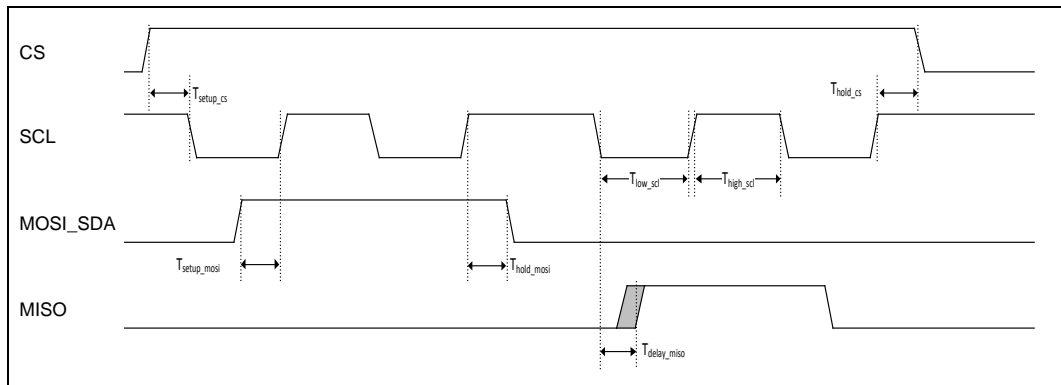 CS
T_setup_cs
T_hold_cs
SCL
T_low_scl
T_high_scl
MOSI_SDA
T_setup_mosi
T_hold_mosi
MISO
T_delay_miso